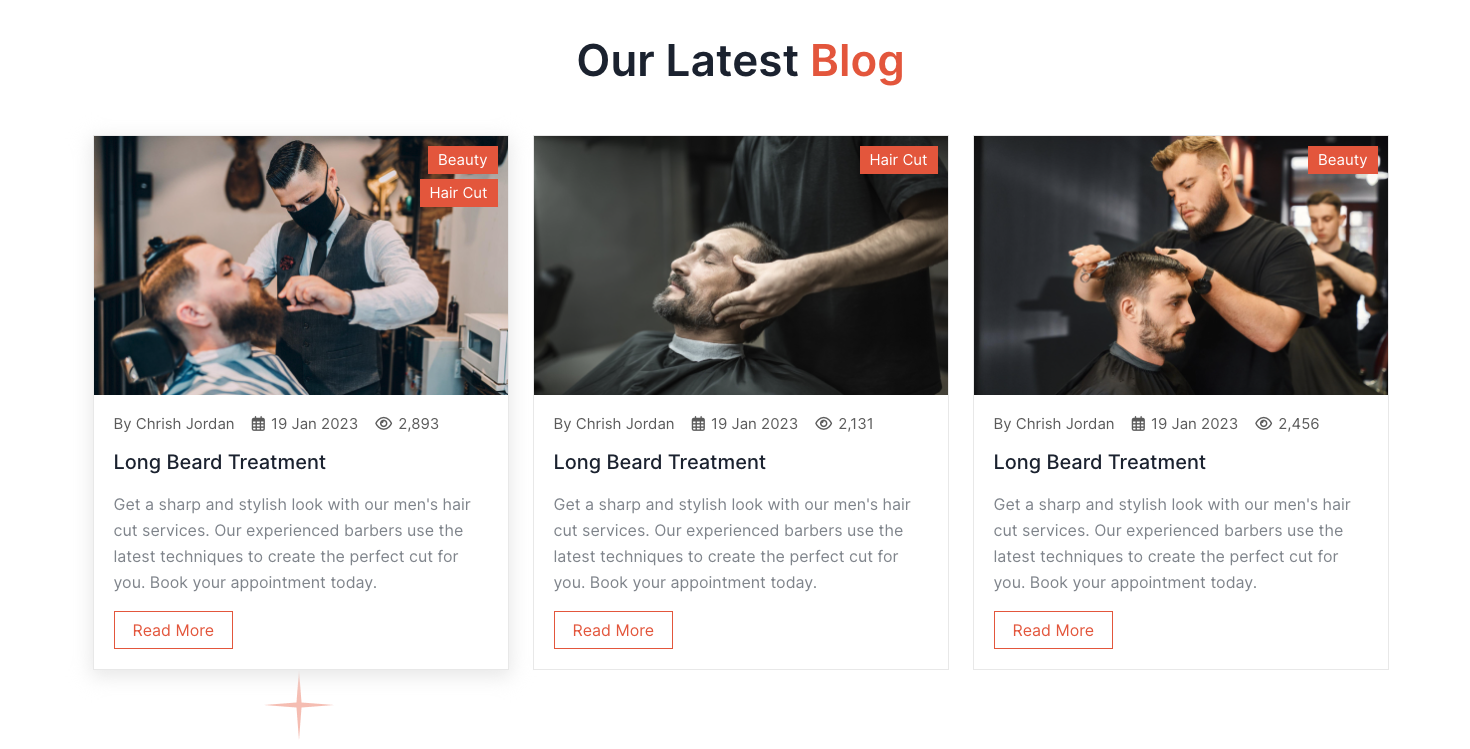 Our Latest Blog
Beauty
Hair Cut
By Chrish Jordan 19 Jan 2023 2,893
Long Beard Treatment
Get a sharp and stylish look with our men's hair
cut services. Our experienced barbers use the
latest techniques to create the perfect cut for
you. Book your appointment today.
Read More
Hair Cut
By Chrish Jordan 19 Jan 2023 2,131
Long Beard Treatment
Get a sharp and stylish look with our men's hair
cut services. Our experienced barbers use the
latest techniques to create the perfect cut for
you. Book your appointment today.
Read More
Beauty
By Chrish Jordan 19 Jan 2023 2,456
Long Beard Treatment
Get a sharp and stylish look with our men's hair
cut services. Our experienced barbers use the
latest techniques to create the perfect cut for
you. Book your appointment today.
Read More